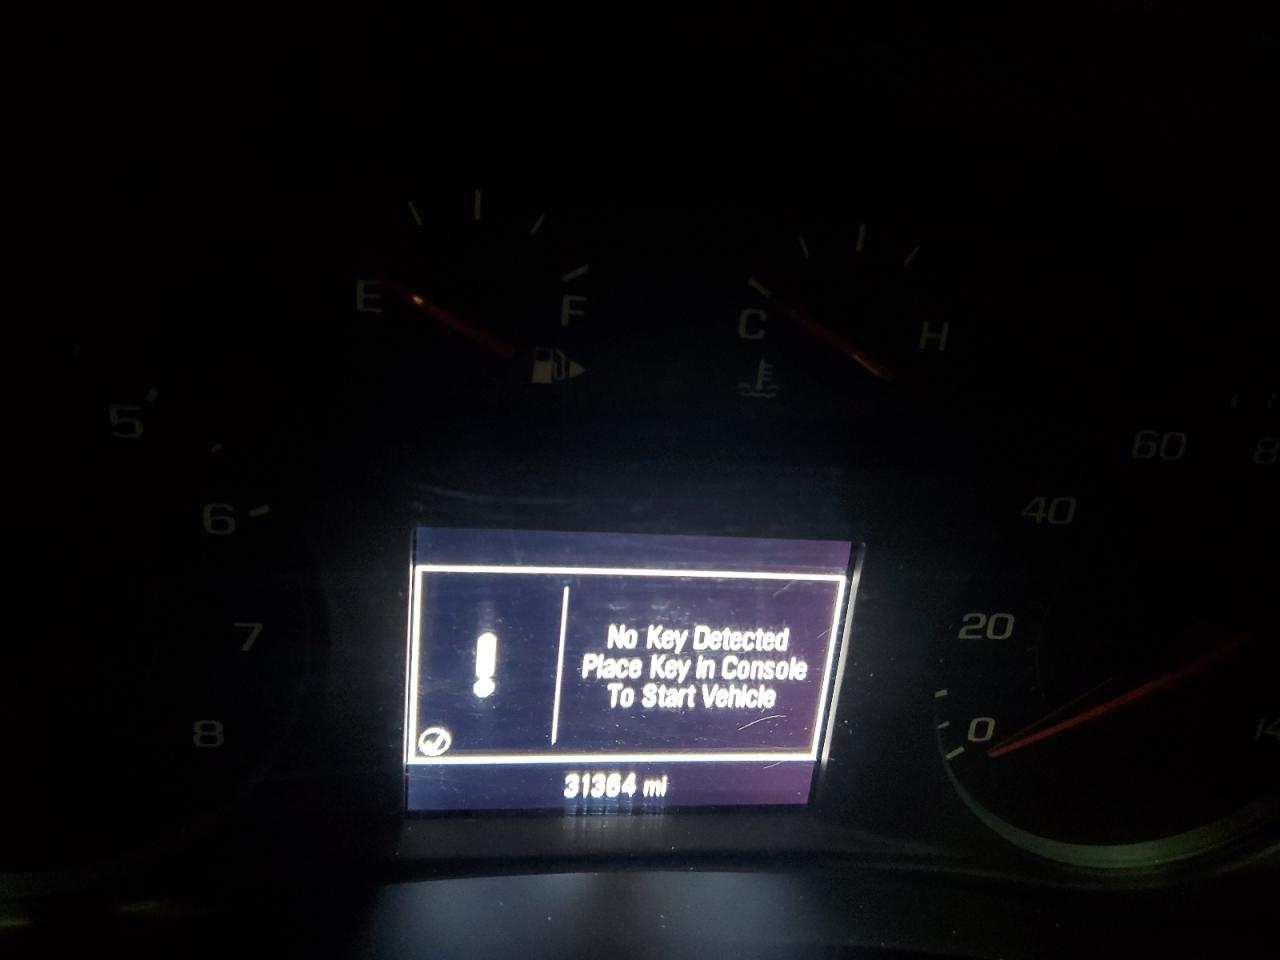 E
F
C
H
5
6
7
8
60
40
20
0
No Key Detected
Place Key In Console
To Start Vehicle
31364 mi